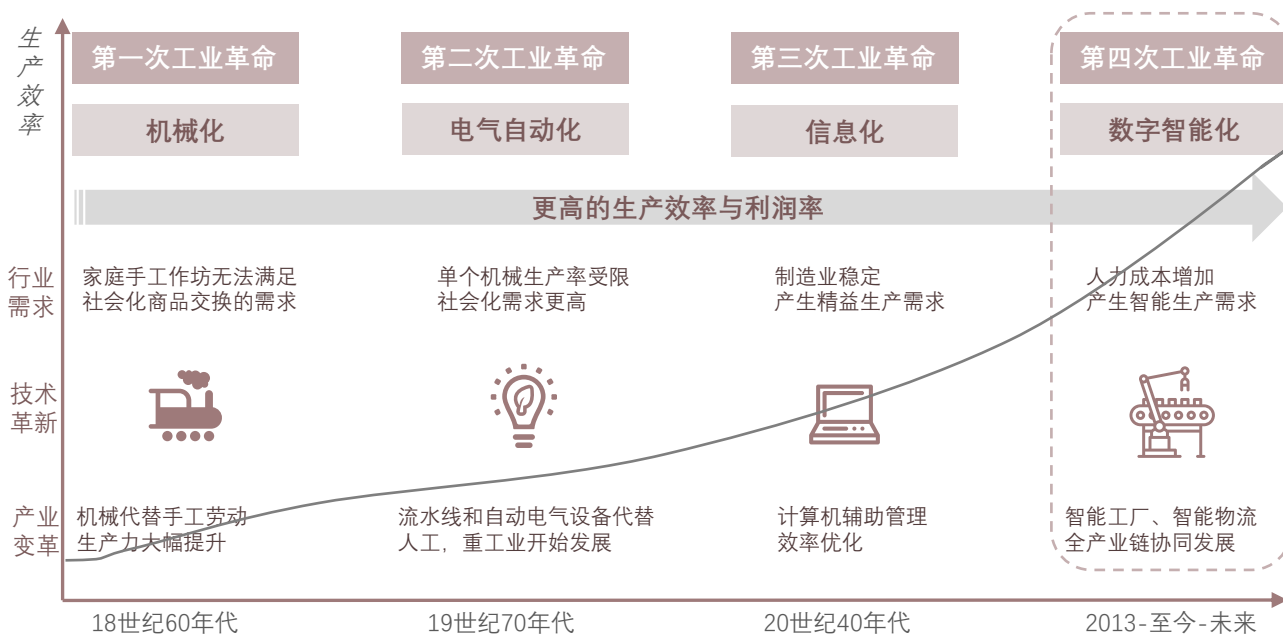 生产效率
第一次工业革命
第二次工业革命
第三次工业革命
第四次工业革命
机械化
电气自动化
信息化
数字智能化
更高的生产效率与利润率
行业
需求
家庭手工作坊无法满足
社会化商品交换的需求
单个机械生产率受限
社会化需求更高
制造业稳定
产生精益生产需求
人力成本增加
产生智能生产需求
技术
革新
产业
变革
机械代替手工劳动
生产力大幅提升
流水线和自动电气设备代替
人工，重工业开始发展
计算机辅助管理
效率优化
智能工厂、智能物流
全产业链协同发展
18世纪60年代
19世纪70年代
20世纪40年代
2013-至今-未来